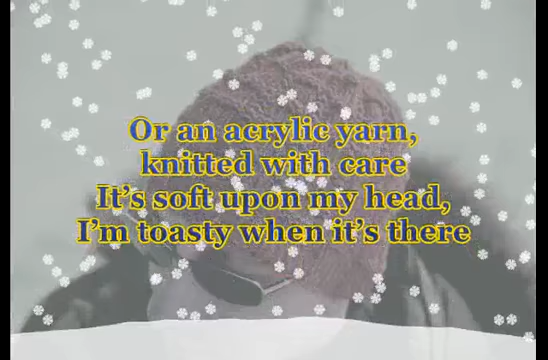 Or an acrylic yarn,
knitted with care
It’s soft upon my head,
I’m toasty when it’s there